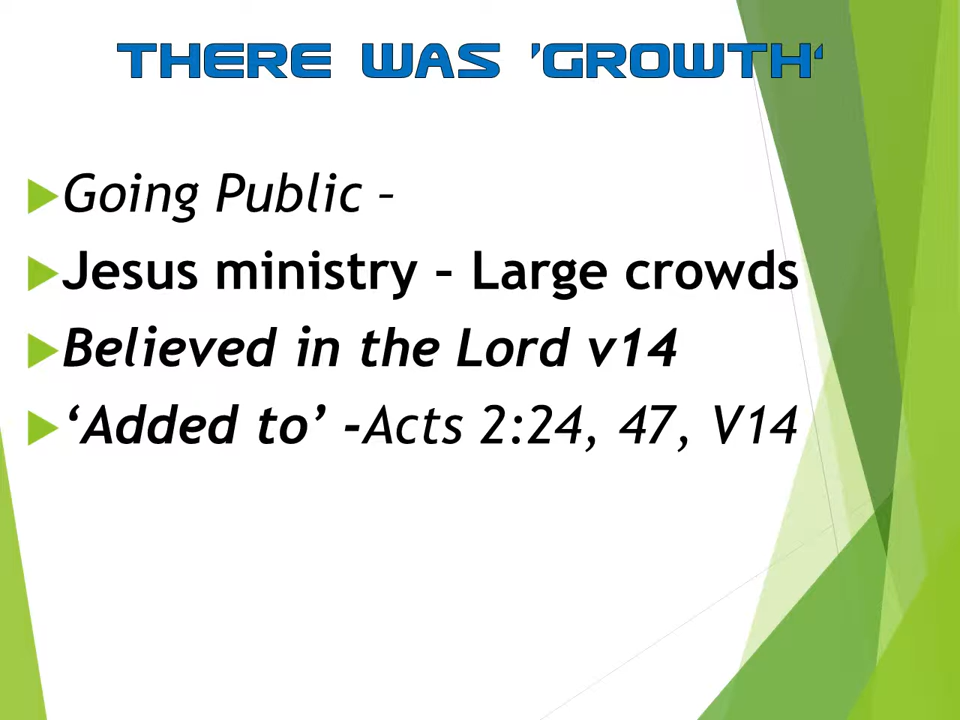 THERE WAS 'GROWTH‘
Going Public –
Jesus ministry – Large crowds
Believed in the Lord v14
‘Added to’ -Acts 2:24, 47, V14